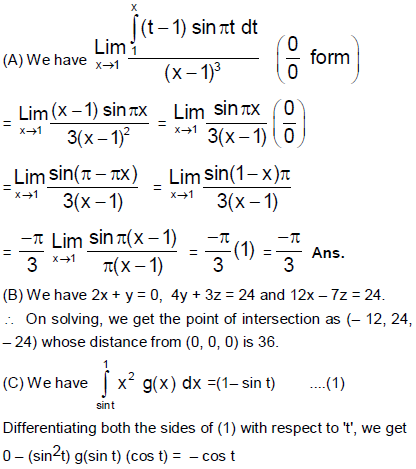 (A) We have Lim x→1 ∫₁ˣ (t – 1) sin πt dt / (x – 1)³ (0/0 form)
= Lim x→1 (x – 1) sin πx / 3(x – 1)² = Lim x→1 sin πx / 3(x – 1) (0/0)
= Lim x→1 sin(π – πx) / 3(x – 1) = Lim x→1 sin(1– x)π / 3(x – 1)
= –π/3 Lim x→1 sin π(x – 1) / π(x – 1) = –π/3 (1) = –π/3 Ans.
(B) We have 2x + y = 0, 4y + 3z = 24 and 12x – 7z = 24.
∴ On solving, we get the point of intersection as (– 12, 24,
– 24) whose distance from (0, 0, 0) is 36.
(C) We have ∫ sin t to 1 x² g(x) dx =(1– sin t) ....(1)
Differentiating both the sides of (1) with respect to 't', we get
0 – (sin²t) g(sin t) (cos t) = – cos t